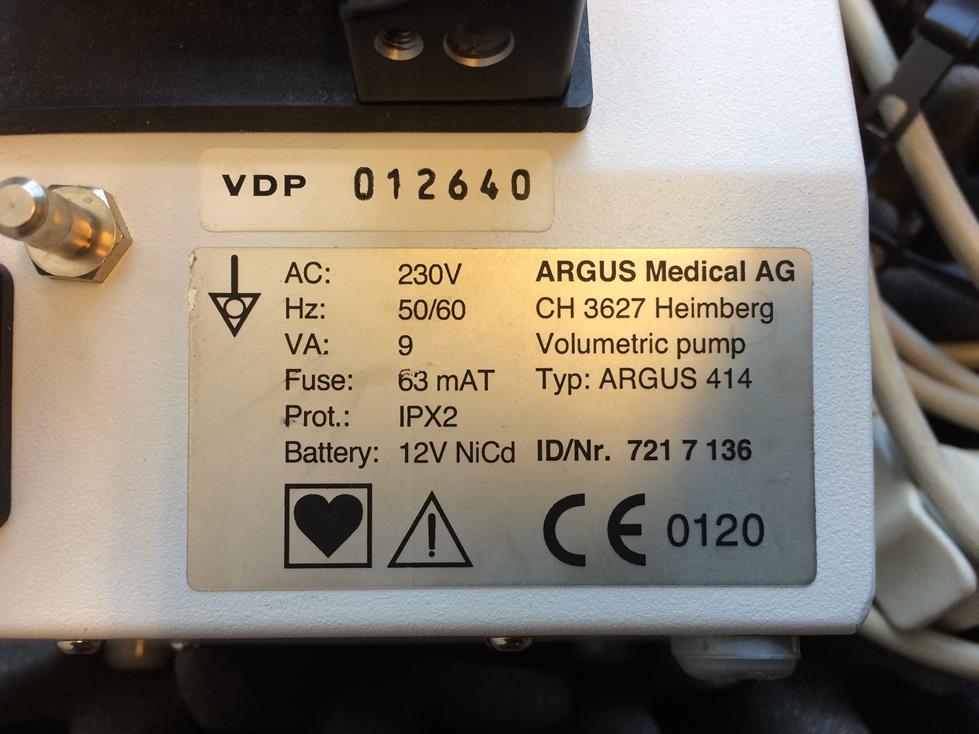 VDP 012640
AC: 230V ARGUS Medical AG
Hz: 50/60 CH 3627 Heimberg
VA: 9 Volumetric pump
Fuse: 63 mAT Typ: ARGUS 414
Prot.: IPX2
Battery: 12V NiCd ID/Nr. 721 7 136
CE 0120